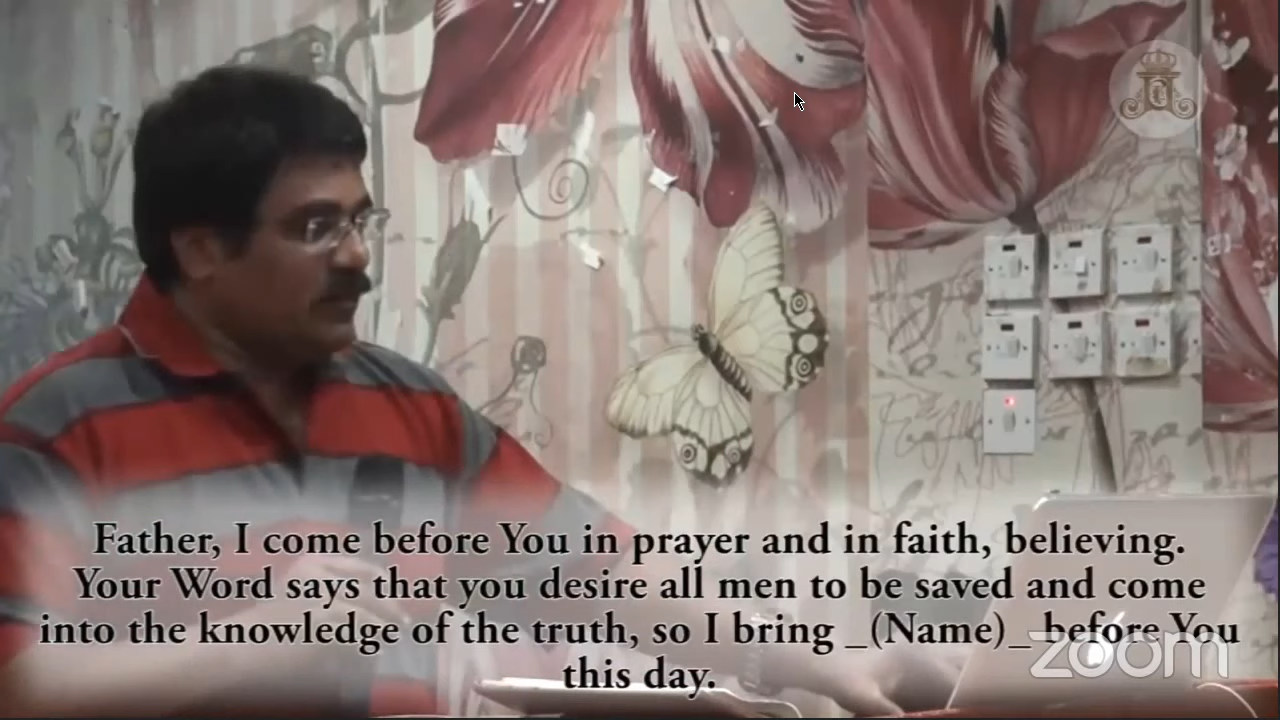 Father, I come before You in prayer and in faith, believing.
Your Word says that you desire all men to be saved and come
into the knowledge of the truth, so I bring _(Name)_ before You
this day.
zoom